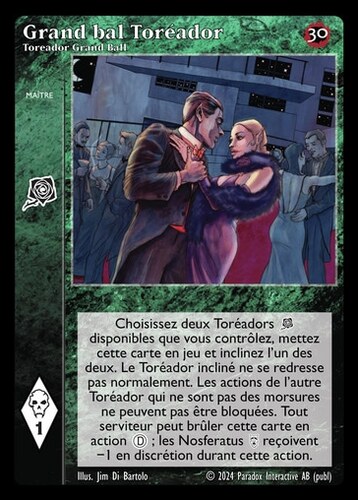 Grand bal Toréador
Toreador Grand Ball
30
MAÎTRE
Choisissez deux Toréadors
disponibles que vous contrôlez, mettez
cette carte en jeu et inclinez l'un des
deux. Le Toréador incliné ne se redresse
pas normalement. Les actions de l'autre
Toréador qui ne sont pas des morsures
ne peuvent pas être bloquées. Tout
serviteur peut brûler cette carte en
action Ⓓ ; les Nosferatus reçoivent
−1 en discrétion durant cette action.
1
Illus. Jim Di Bartolo
© 2024 Paradox Interactive AB (publ)